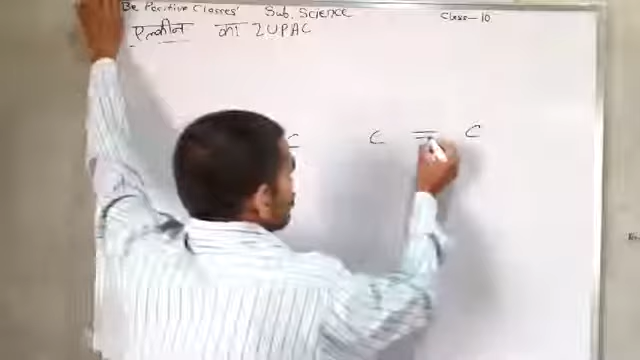 Be Positive Classes' Sub. Science Class-10
एल्कीन का IUPAC
C C = C